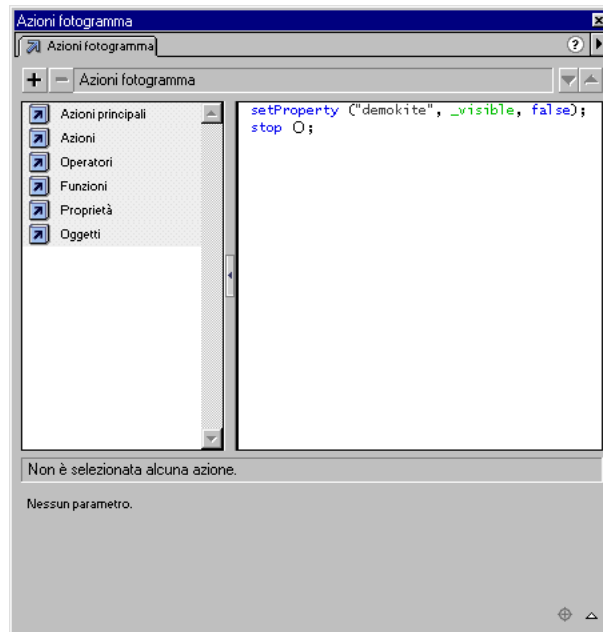 Azioni fotogramma
Azioni fotogramma
?
Azioni fotogramma
Azioni principali
Azioni
Operatori
Funzioni
Proprietà
Oggetti
setProperty ("demokite", _visible, false);
stop ();
Non è selezionata alcuna azione.
Nessun parametro.